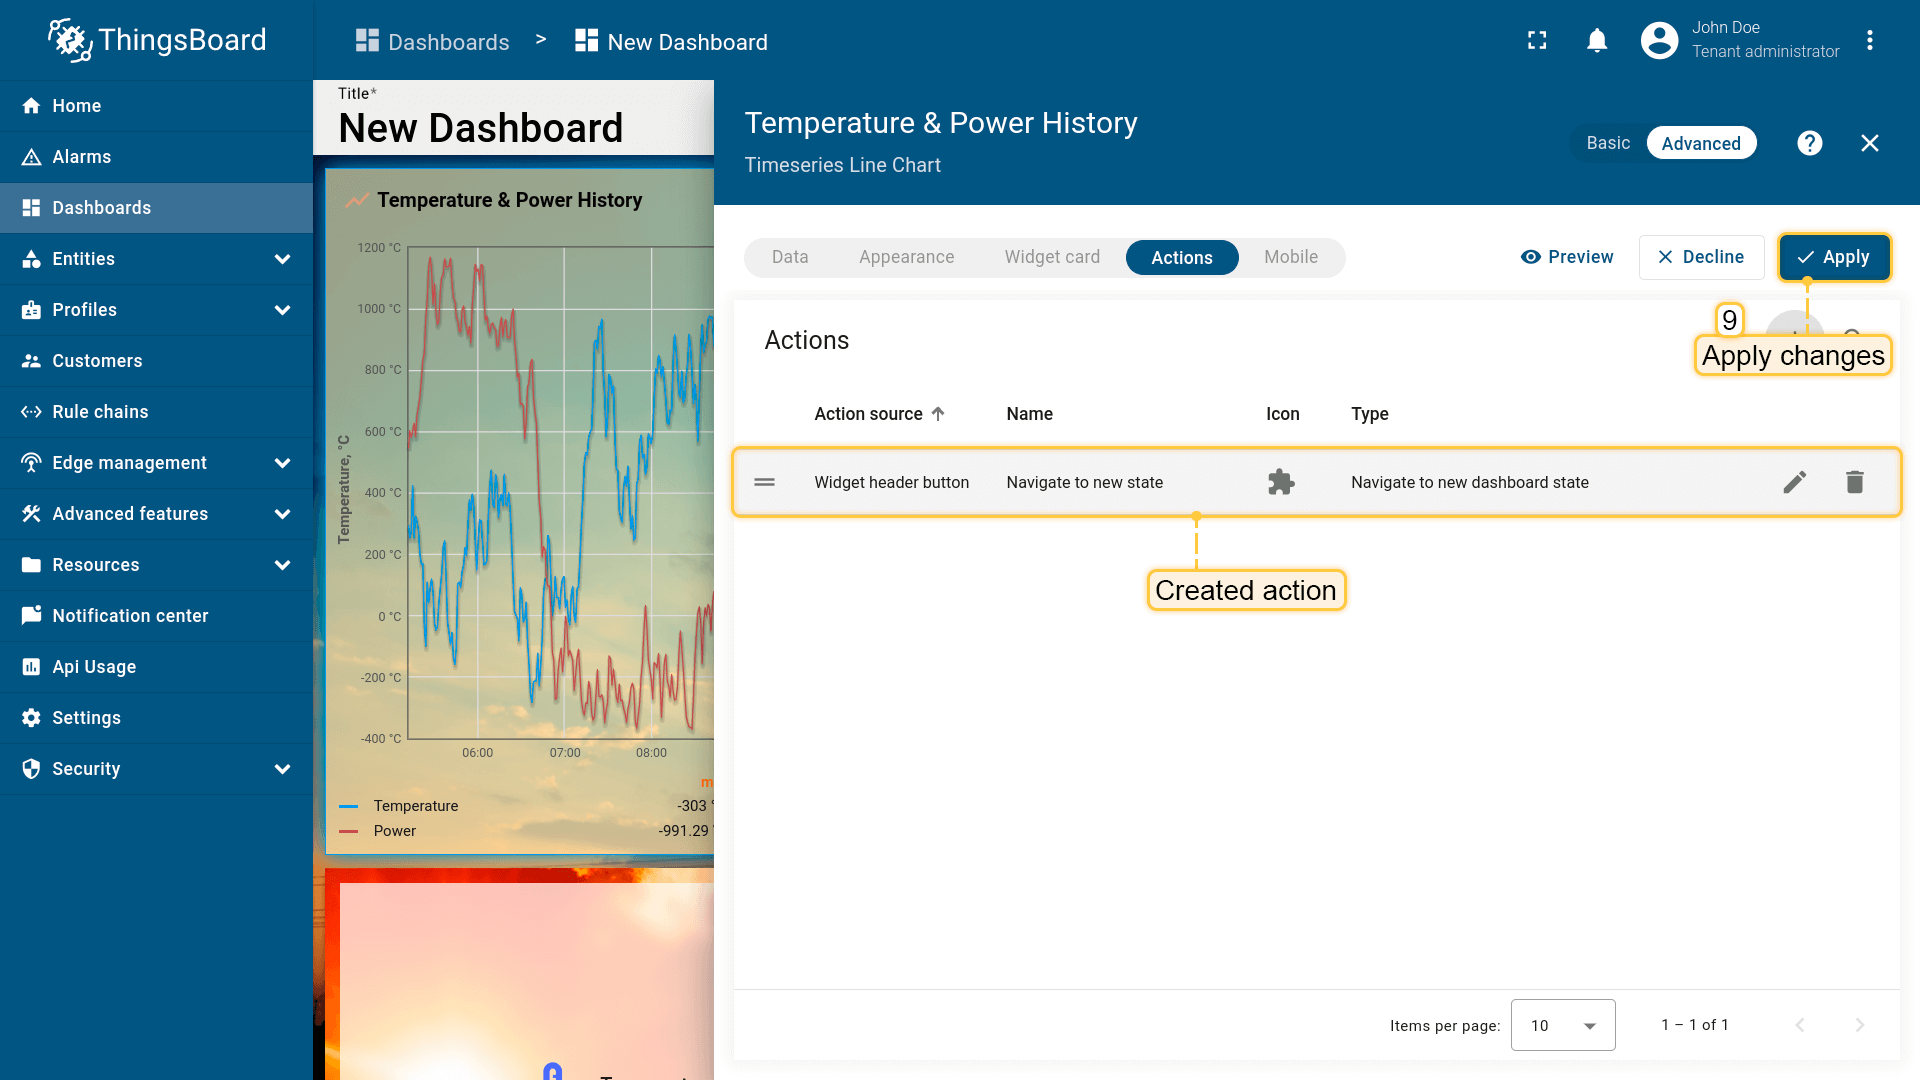 ThingsBoard
Dashboards > New Dashboard
John Doe
Tenant administrator
Home
Alarms
Dashboards
Entities
Profiles
Customers
Rule chains
Edge management
Advanced features
Resources
Notification center
Api Usage
Settings
Security
Title*
New Dashboard
Temperature & Power History
1200 °C
1000 °C
800 °C
600 °C
400 °C
200 °C
0 °C
-200 °C
-400 °C
Temperature, °C
06:00 07:00 08:00
m
Temperature -303 °
Power -991.29 °
Temperature & Power History
Timeseries Line Chart
Basic Advanced
Data Appearance Widget card Actions Mobile
Preview Decline Apply
Actions
9
Apply changes
Action source Name Icon Type
Widget header button Navigate to new state Navigate to new dashboard state
Created action
Items per page: 10 1 – 1 of 1